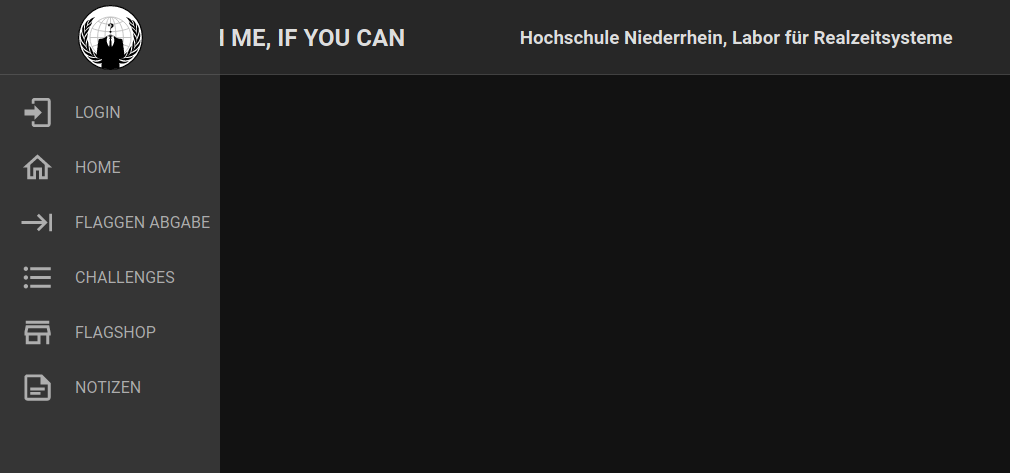 ME, IF YOU CAN
Hochschule Niederrhein, Labor für Realzeitsysteme
LOGIN
HOME
FLAGGEN ABGABE
CHALLENGES
FLAGSHOP
NOTIZEN